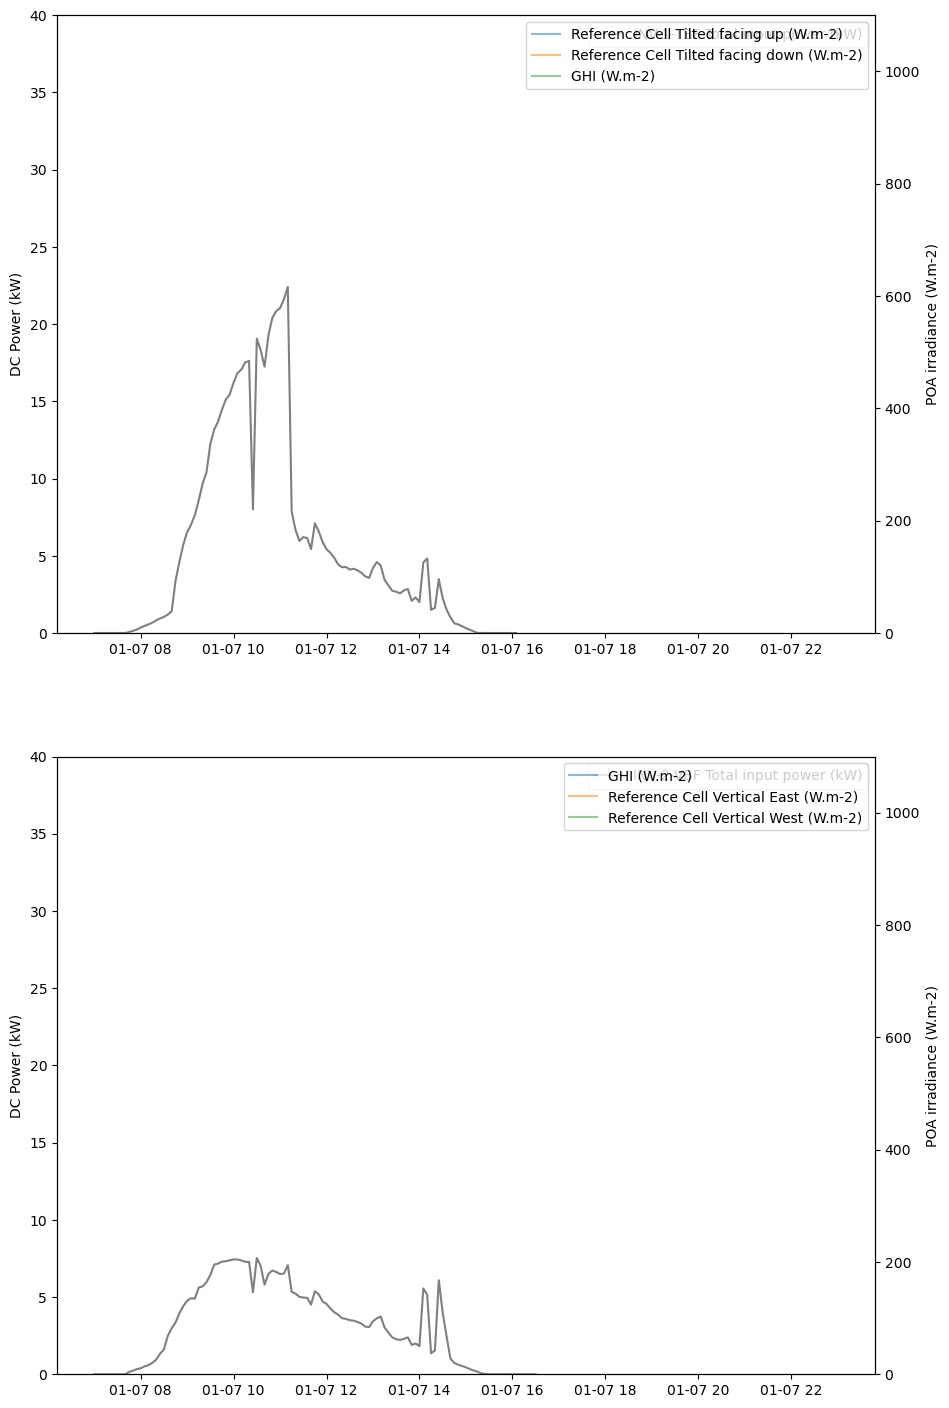 40
35
30
25
20
15
10
5
0
DC Power (kW)
Reference Cell Tilted facing up (W.m-2)
Reference Cell Tilted facing down (W.m-2)
GHI (W.m-2)
1000
800
600
400
200
0
POA irradiance (W.m-2)
01-07 08 01-07 10 01-07 12 01-07 14 01-07 16 01-07 18 01-07 20 01-07 22
40
35
30
25
20
15
10
5
0
DC Power (kW)
GHI (W.m-2)
Total input power (kW)
Reference Cell Vertical East (W.m-2)
Reference Cell Vertical West (W.m-2)
1000
800
600
400
200
0
POA irradiance (W.m-2)
01-07 08 01-07 10 01-07 12 01-07 14 01-07 16 01-07 18 01-07 20 01-07 22